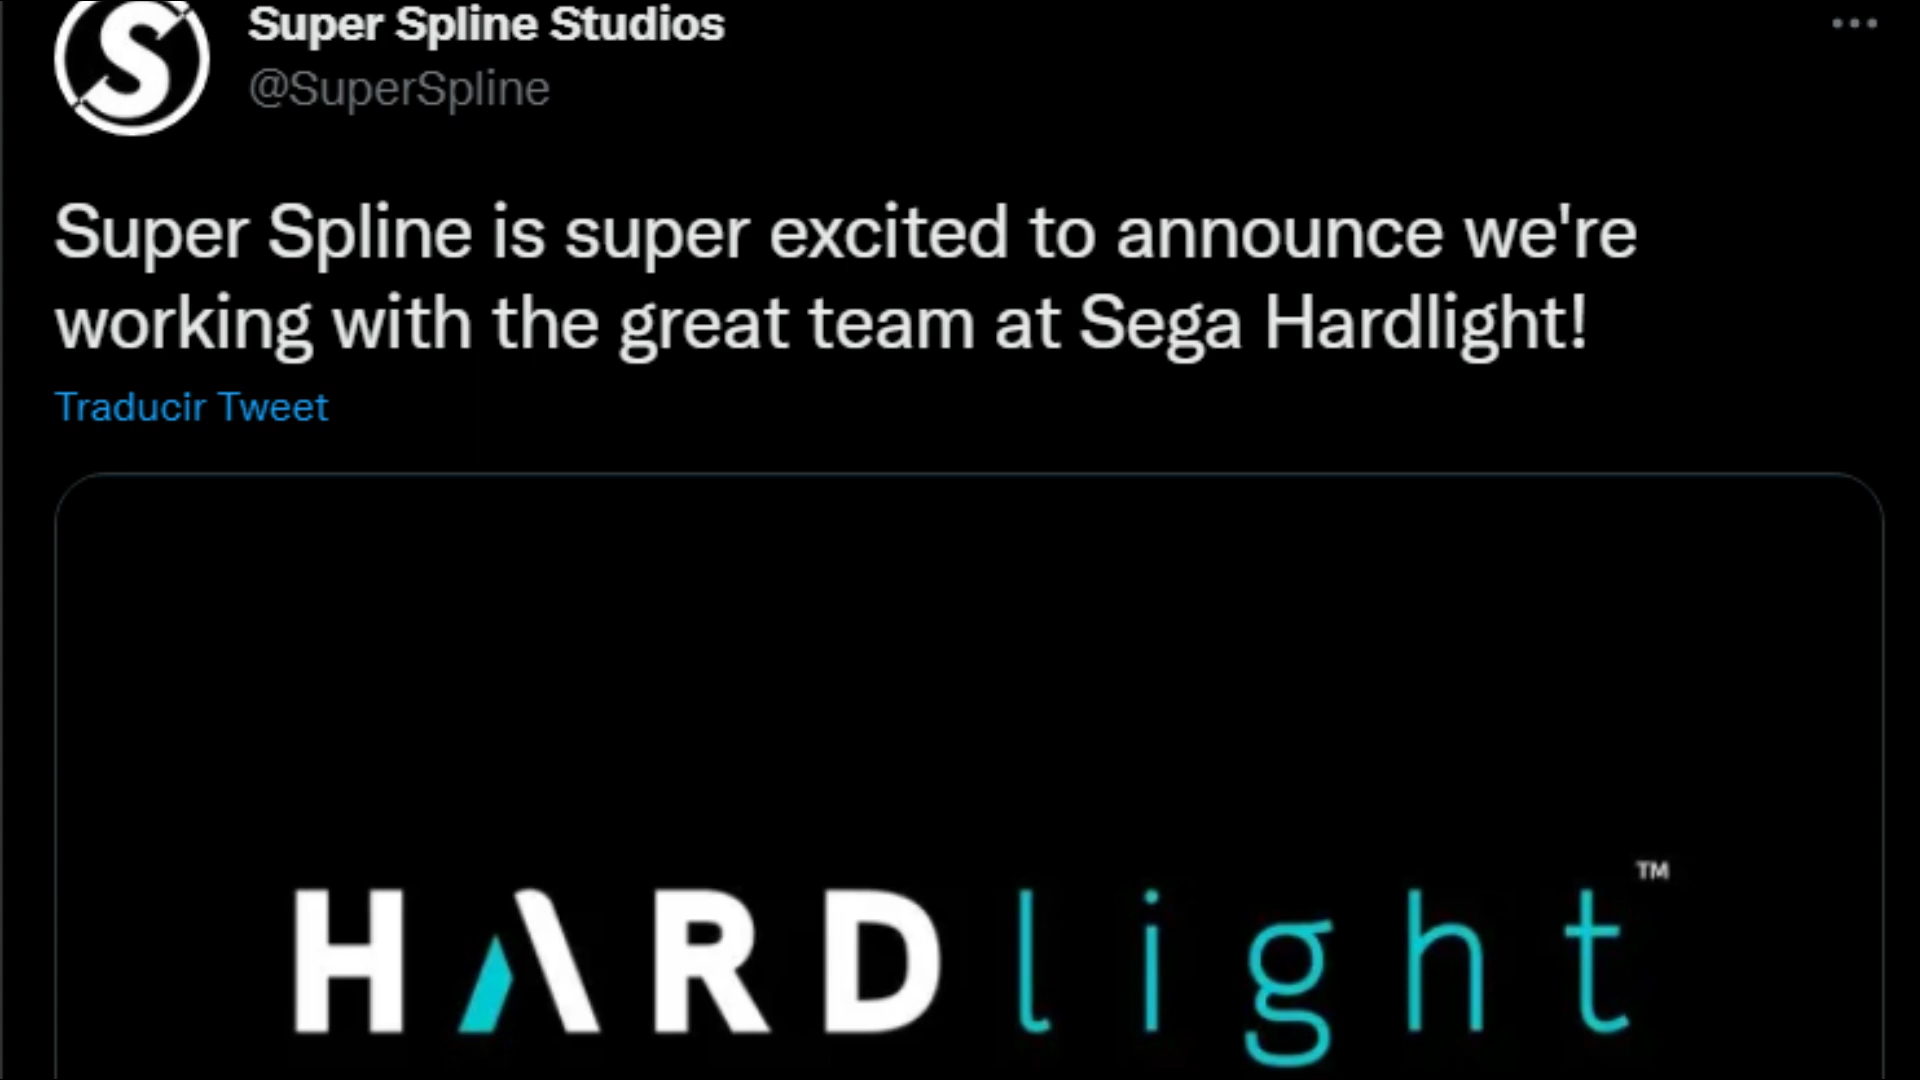 Super Spline Studios
@SuperSpline
Super Spline is super excited to announce we're
working with the great team at Sega Hardlight!
Traducir Tweet
HARDlight™